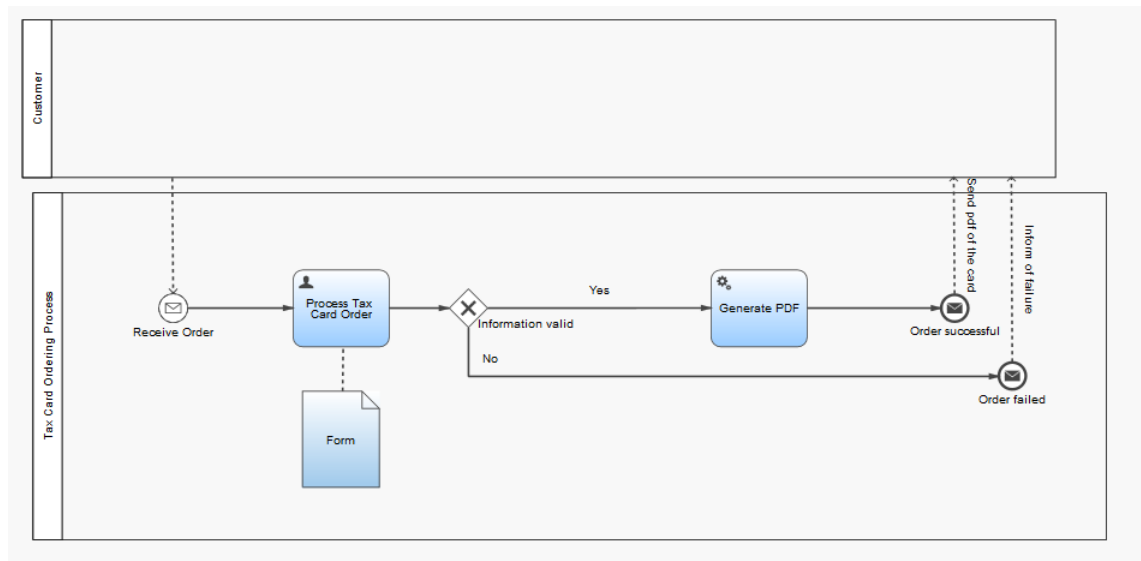 Customer
Tax Card Ordering Process
Receive Order
Process Tax
Card Order
Form
Information valid
Yes
No
Generate PDF
Order successful
Send pdf of the card
Order failed
Inform of failure